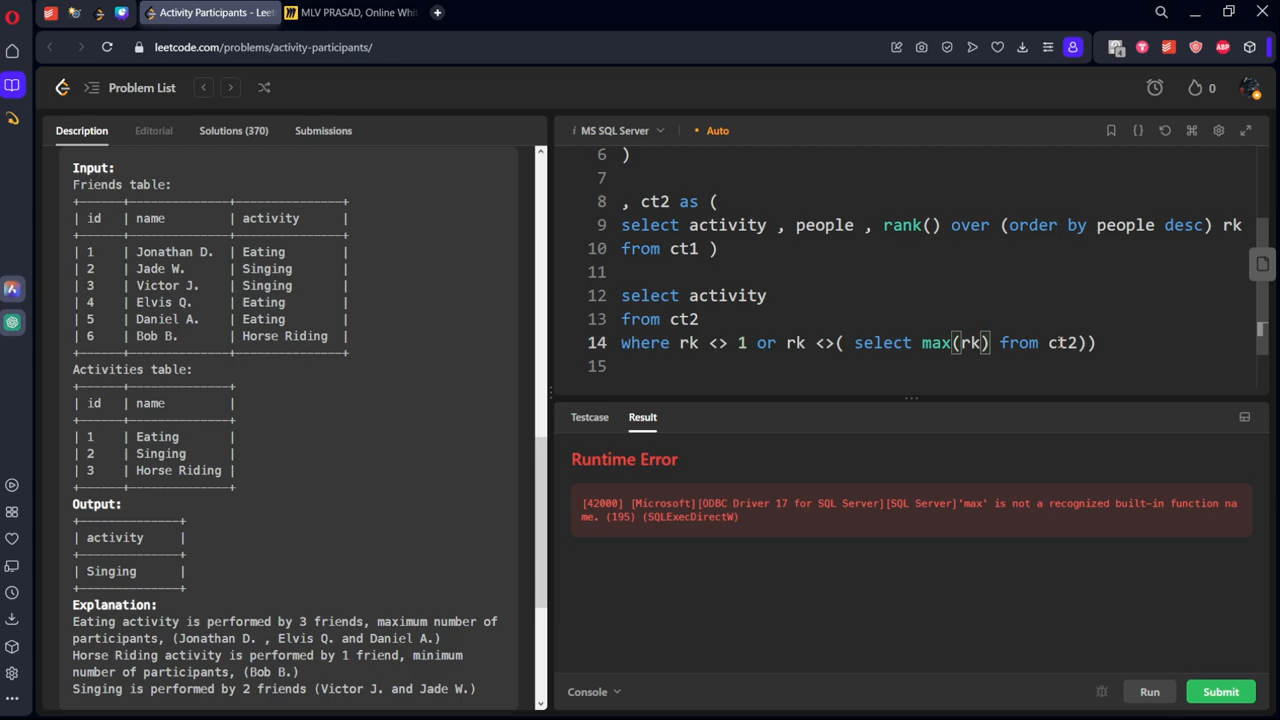 Activity Participants - Leet
MLV PRASAD, Online Whit
leetcode.com/problems/activity-participants/
4
ABP
Problem List
0
Description
Editorial
Solutions (370)
Submissions
Input:
Friends table:
+------+--------------+---------------+
| id | name | activity |
+------+--------------+---------------+
| 1 | Jonathan D. | Eating |
| 2 | Jade W. | Singing |
| 3 | Victor J. | Singing |
| 4 | Elvis Q. | Eating |
| 5 | Daniel A. | Eating |
| 6 | Bob B. | Horse Riding |
+------+--------------+---------------+
Activities table:
+------+--------------+
| id | name |
+------+--------------+
| 1 | Eating |
| 2 | Singing |
| 3 | Horse Riding |
+------+--------------+
Output:
+--------------+
| activity |
+--------------+
| Singing |
+--------------+
Explanation:
Eating activity is performed by 3 friends, maximum number of
participants, (Jonathan D. , Elvis Q. and Daniel A.)
Horse Riding activity is performed by 1 friend, minimum
number of participants, (Bob B.)
Singing is performed by 2 friends (Victor J. and Jade W.)
i MS SQL Server
• Auto
6 )
7
8 , ct2 as (
9 select activity , people , rank() over (order by people desc) rk
10 from ct1 )
11
12 select activity
13 from ct2
14 where rk <> 1 or rk <>( select max(rk) from ct2))
15
Testcase
Result
Runtime Error
[42000] [Microsoft][ODBC Driver 17 for SQL Server][SQL Server]'max' is not a recognized built-in function na
me. (195) (SQLExecDirectW)
Console
Run
Submit